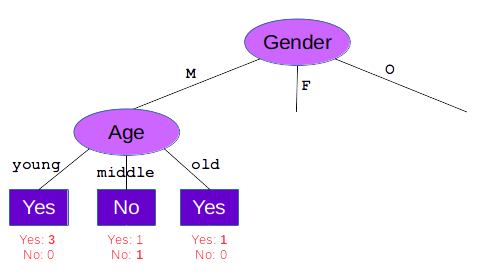 Gender
M
F
O
Age
young
middle
old
Yes
No
Yes
Yes: 3
No: 0
Yes: 1
No: 1
Yes: 1
No: 0